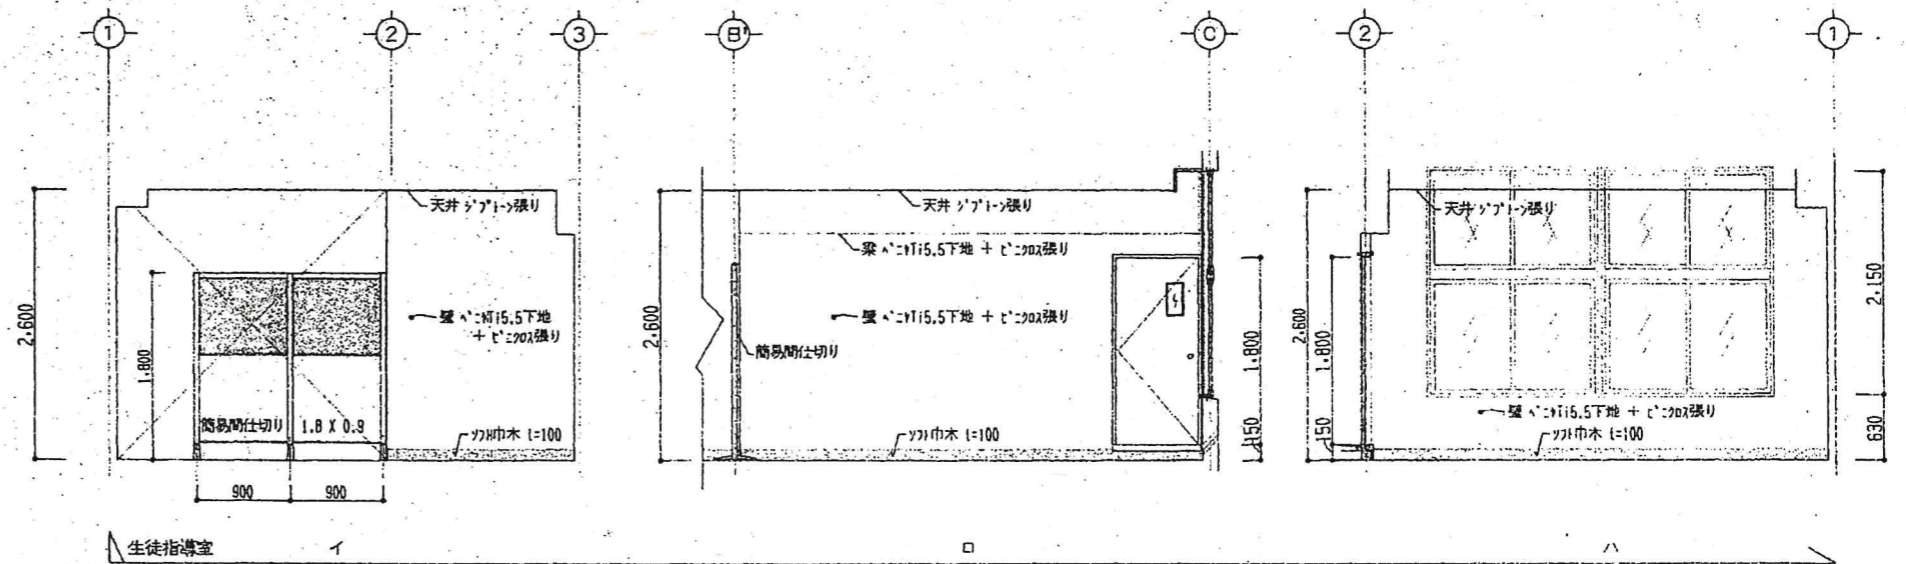 1
2
3
B'
C
2
1
天井 ジプトーン張り
天井 ジプトーン張り
天井 ジプトーン張り
梁 ベニヤTi5.5下地 + ビニクロス張り
2,600
1,800
壁 ベニヤTi5.5下地
+ ビニクロス張り
簡易間仕切り 1.8 X 0.9
ソフト巾木 t=100
900
900
2,600
壁 ベニヤTi5.5下地 + ビニクロス張り
簡易間仕切り
ソフト巾木 t=100
1,800
150
2,600
1,800
150
壁 ベニヤTi5.5下地 + ビニクロス張り
ソフト巾木 t=100
2,150
630
生徒指導室
イ
ロ
ハ